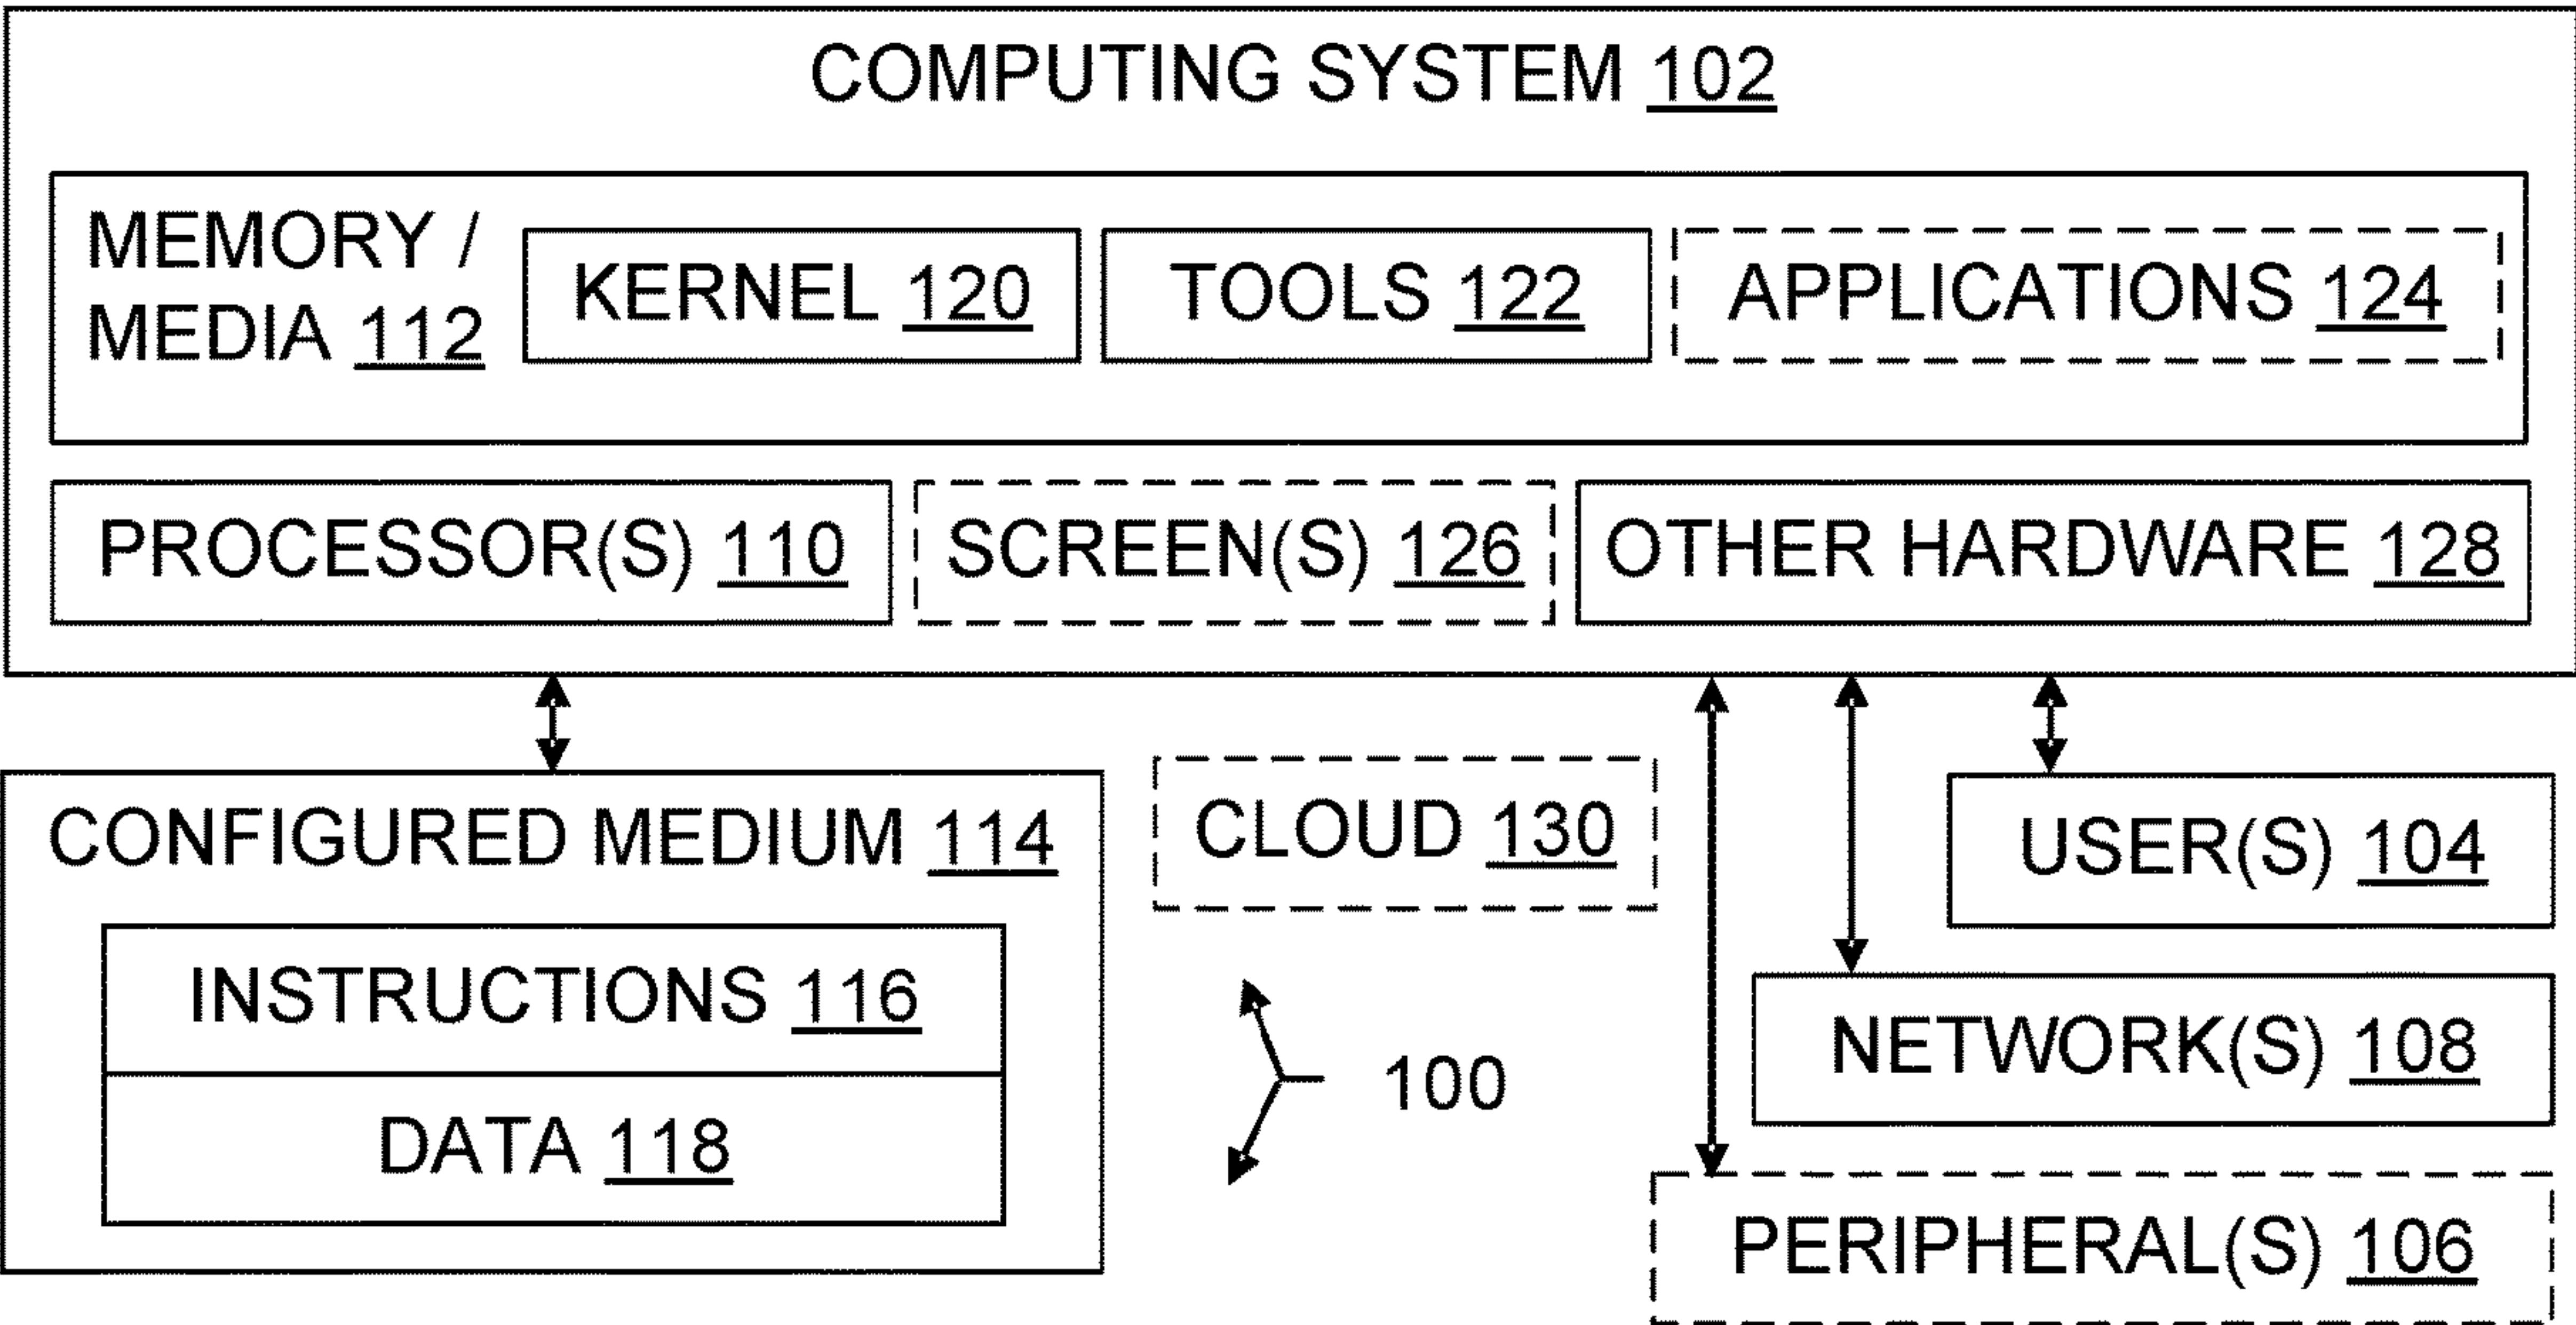 COMPUTING SYSTEM 102
MEMORY /
MEDIA 112
KERNEL 120
TOOLS 122
APPLICATIONS 124
PROCESSOR(S) 110
SCREEN(S) 126
OTHER HARDWARE 128
CONFIGURED MEDIUM 114
INSTRUCTIONS 116
DATA 118
CLOUD 130
100
USER(S) 104
NETWORK(S) 108
PERIPHERAL(S) 106